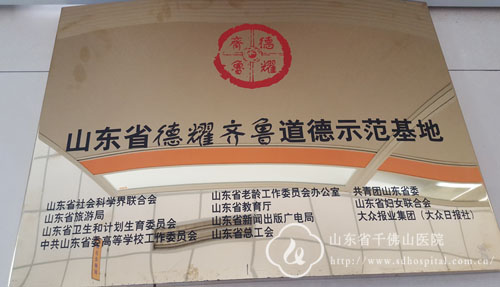 德耀
齐鲁
山东省德耀齐鲁道德示范基地
山东省社会科学界联合会
山东省旅游局
山东省卫生和计划生育委员会
中共山东省委高等学校工作委员会
山东省老龄工作委员会办公室
山东省教育厅
山东省新闻出版广电局
山东省总工会
共青团山东省委
山东省妇女联合会
大众报业集团(大众日报社)
山东省千佛山医院
http://www.sdhospital.com.cn/